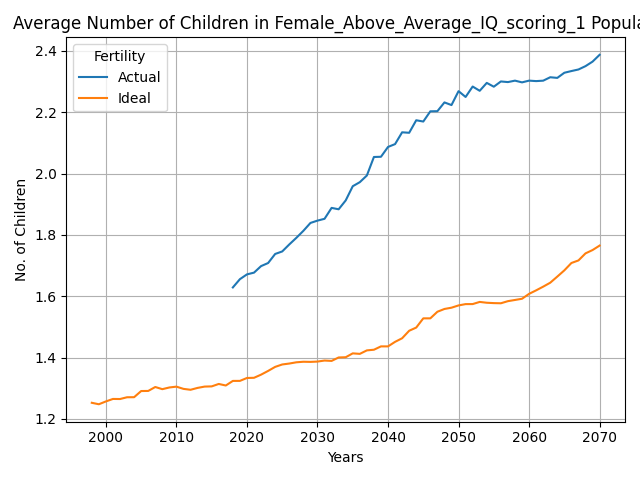 Average Number of Children in Female_Above_Average_IQ_scoring_1 Popula
Fertility
Actual
Ideal
No. of Children
2.4
2.2
2.0
1.8
1.6
1.4
1.2
2000 2010 2020 2030 2040 2050 2060 2070
Years